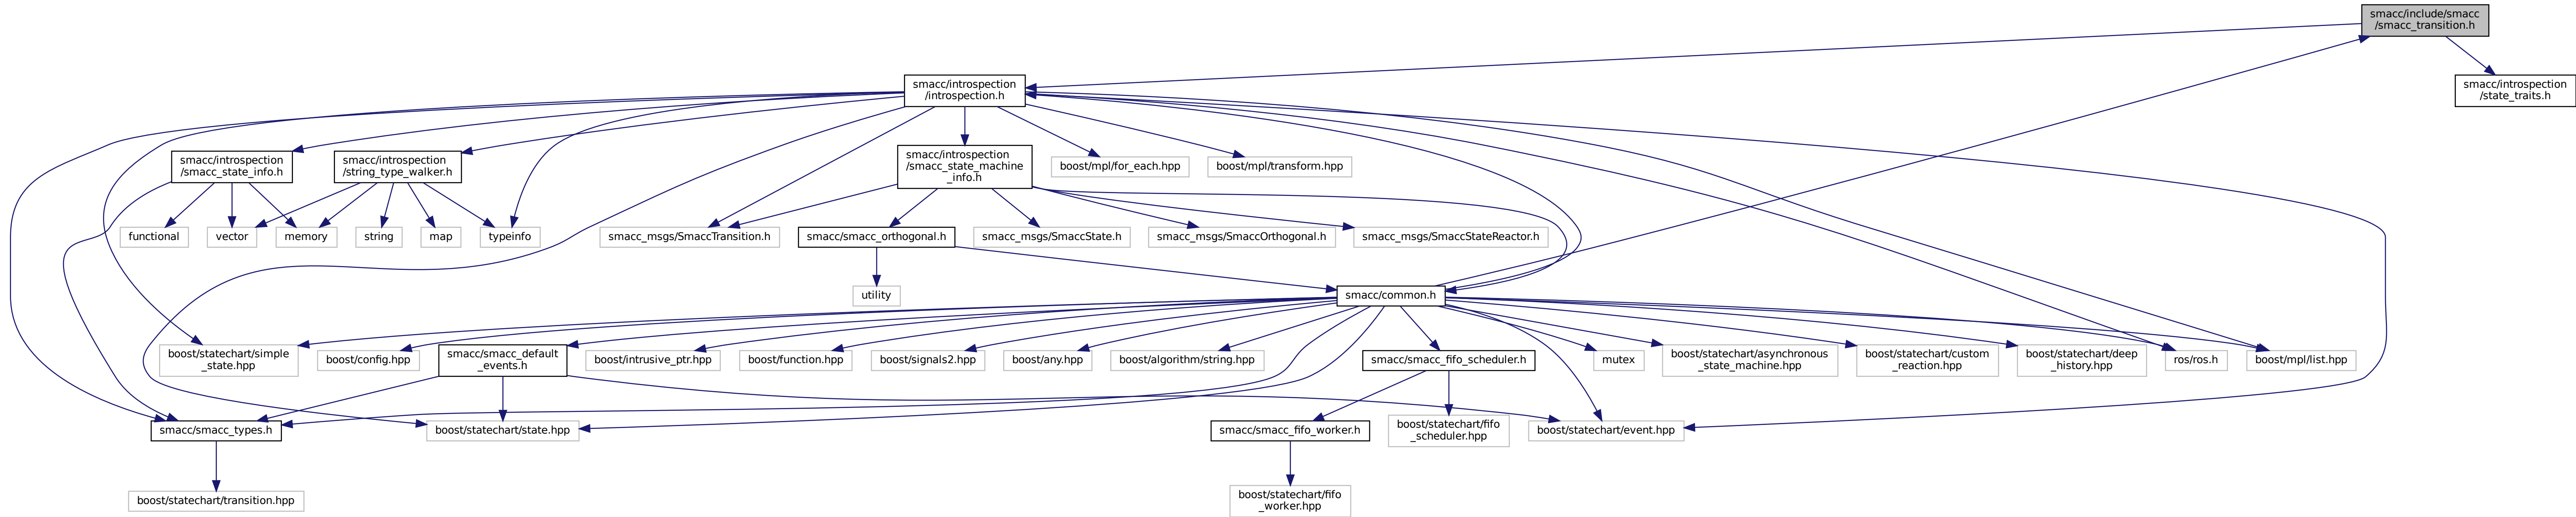 smacc/include/smacc
/smacc_transition.h
smacc/introspection
/introspection.h
smacc/introspection
/state_traits.h
smacc/introspection
/smacc_state_info.h
smacc/introspection
/string_type_walker.h
smacc/introspection
/smacc_state_machine
_info.h
boost/mpl/for_each.hpp
boost/mpl/transform.hpp
functional
vector
memory
string
map
typeinfo
smacc_msgs/SmaccTransition.h
smacc/smacc_orthogonal.h
smacc_msgs/SmaccState.h
smacc_msgs/SmaccOrthogonal.h
smacc_msgs/SmaccStateReactor.h
utility
smacc/common.h
boost/statechart/simple
_state.hpp
boost/config.hpp
smacc/smacc_default
_events.h
boost/intrusive_ptr.hpp
boost/function.hpp
boost/signals2.hpp
boost/any.hpp
boost/algorithm/string.hpp
smacc/smacc_fifo_scheduler.h
mutex
boost/statechart/asynchronous
_state_machine.hpp
boost/statechart/custom
_reaction.hpp
boost/statechart/deep
_history.hpp
ros/ros.h
boost/mpl/list.hpp
smacc/smacc_types.h
boost/statechart/state.hpp
smacc/smacc_fifo_worker.h
boost/statechart/fifo
_scheduler.hpp
boost/statechart/event.hpp
boost/statechart/transition.hpp
boost/statechart/fifo
_worker.hpp